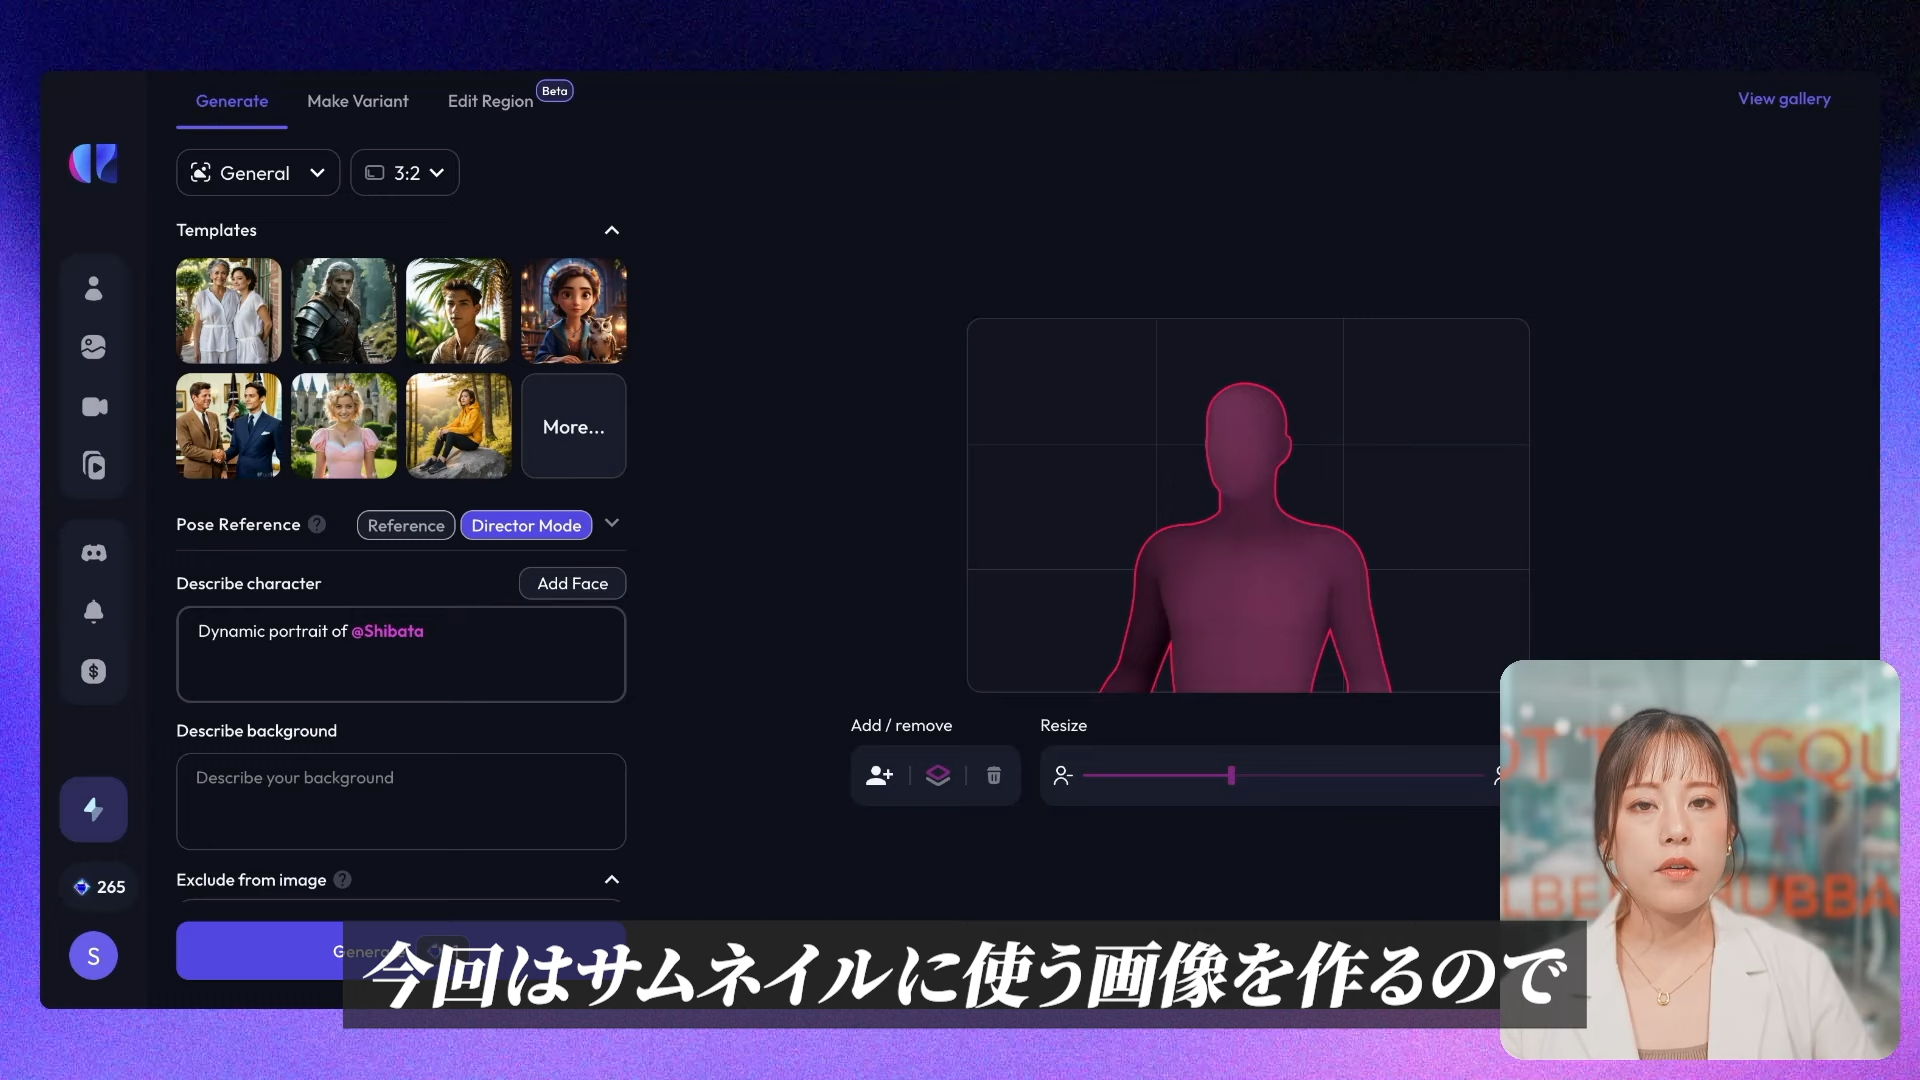 Generate
Make Variant
Edit Region
Beta
View gallery
General
3:2
Templates
More...
Pose Reference ?
Reference
Director Mode
Describe character
Add Face
Dynamic portrait of @Shibata
Describe background
Describe your background
Add / remove
Resize
$
265
Exclude from image ?
S
今回はサムネイルに使う画像を作るので